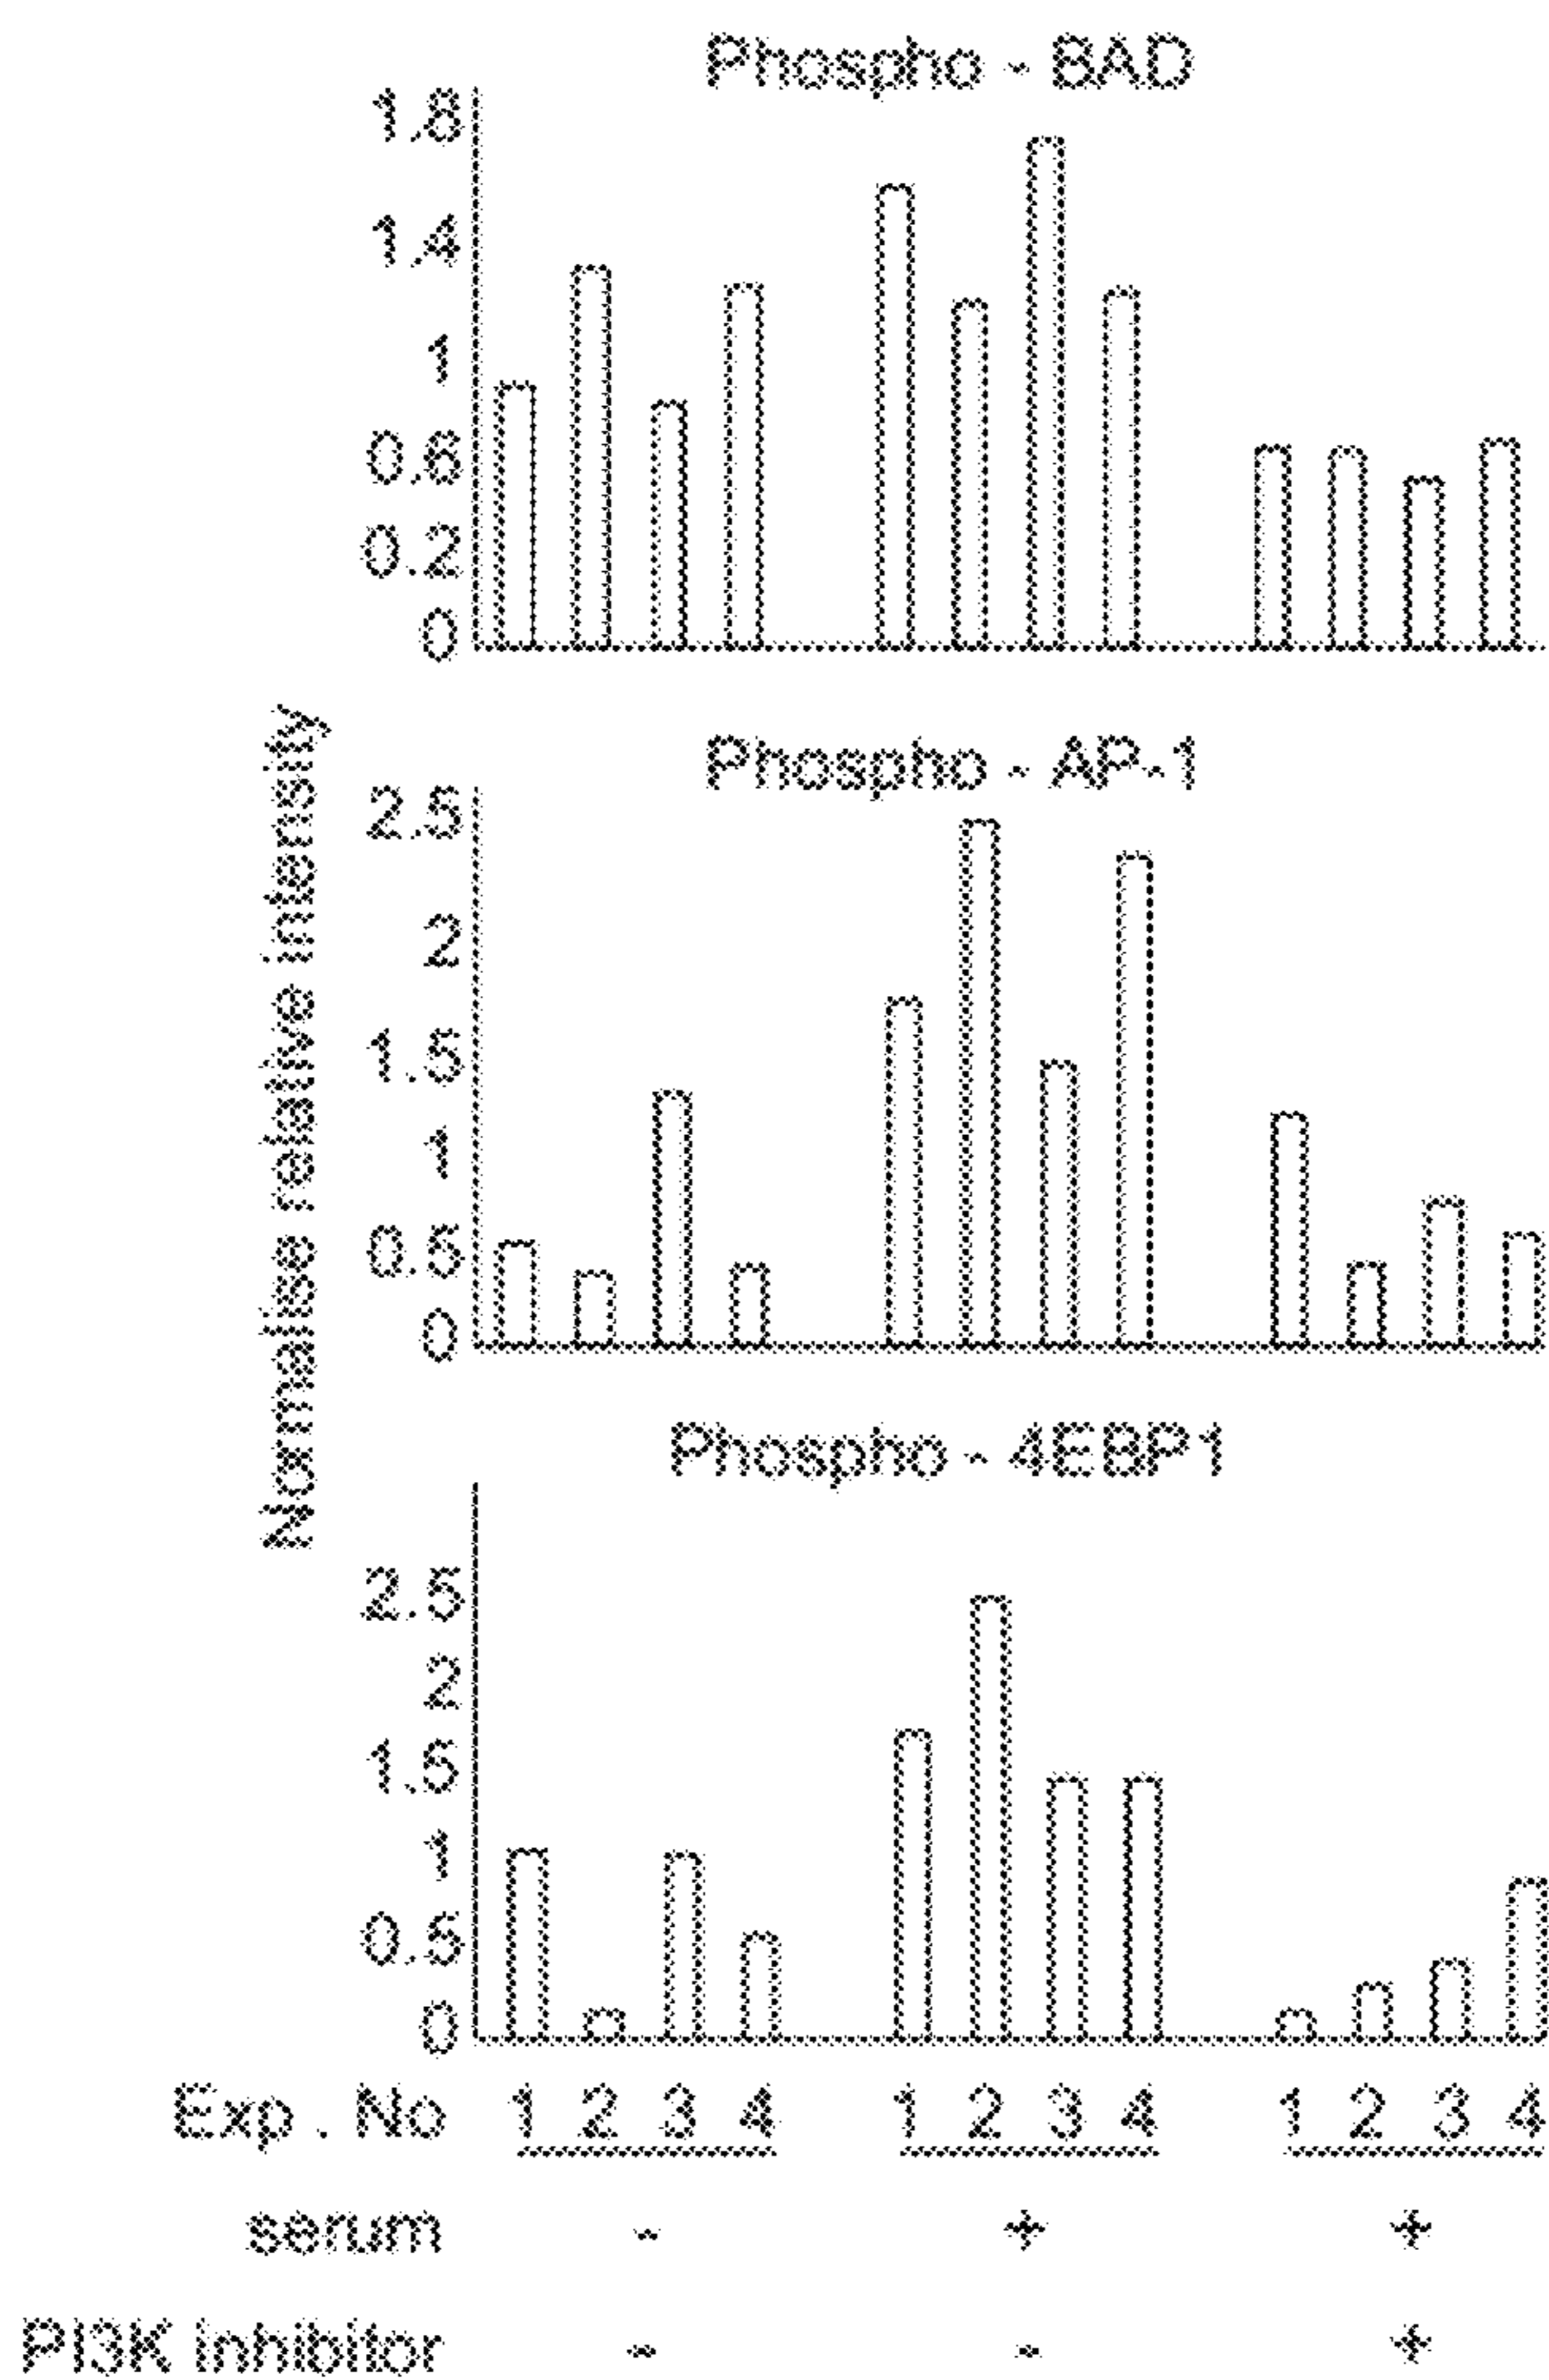 Phospho - BAD
1.8
1.4
1
0.6
0.2
0
Normalise relative intensity
Phospho - AP-1
2.5
2
1.5
1
0.5
0
Phospho - 4EBP1
2.5
2
1.5
1
0.5
0
Exp . No 1 2 3 4 1 2 3 4 1 2 3 4
serum - + +
PI3K inhibitor - - +